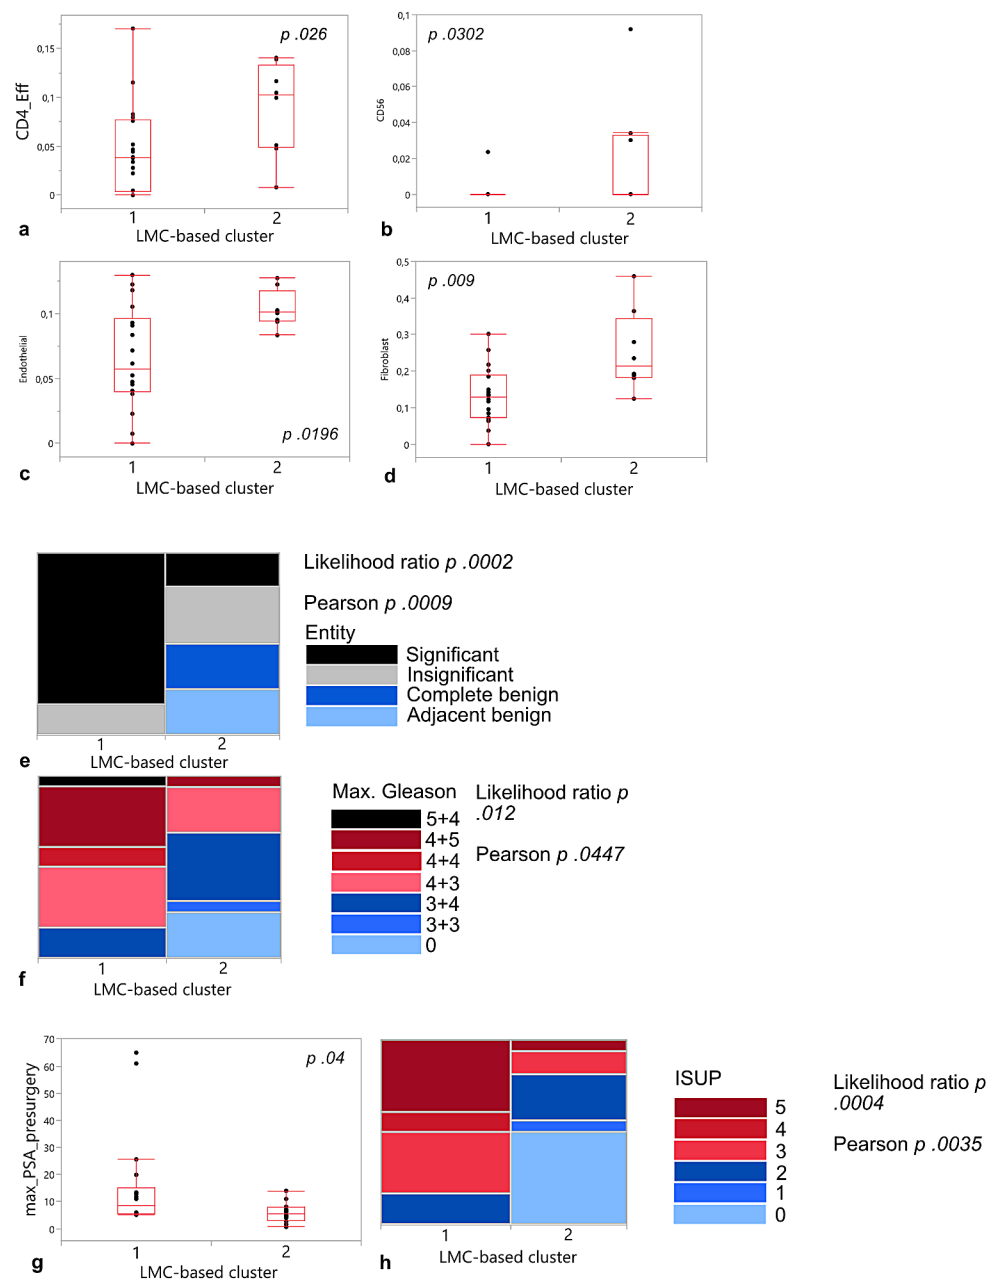 p .026
CD4_Eff
0,15
0,1
0,05
0
1 2
a
LMC-based cluster
p .0302
CD56
0,1
0,08
0,06
0,04
0,02
0
1 2
b
LMC-based cluster
Endothelial
0,1
0,05
0
p .0196
1 2
c
LMC-based cluster
p .009
Fibroblast
0,5
0,4
0,3
0,2
0,1
0
1 2
d
LMC-based cluster
Likelihood ratio p .0002
Pearson p .0009
Entity
Significant
Insignificant
Complete benign
Adjacent benign
1 2
e
LMC-based cluster
Max. Gleason
5+4
4+5
4+4
4+3
3+4
3+3
0
Likelihood ratio p
.012
Pearson p .0447
1 2
f
LMC-based cluster
p .04
max_PSA_presurgery
70
60
50
40
30
20
10
0
1 2
g
LMC-based cluster
ISUP
5
4
3
2
1
0
Likelihood ratio p
.0004
Pearson p .0035
1 2
h
LMC-based cluster